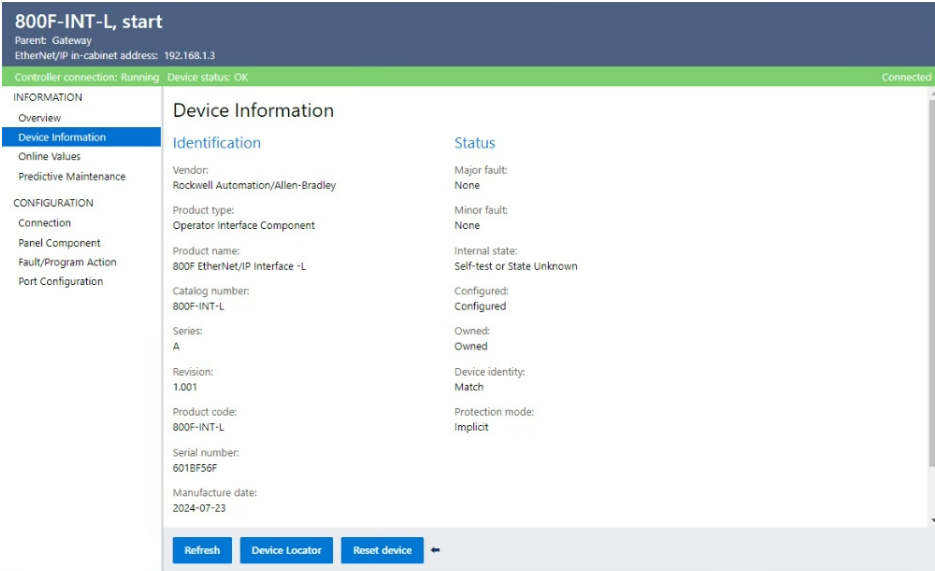 800F-INT-L, start
Parent: Gateway
EtherNet/IP in-cabinet address: 192.168.1.3
Controller connection: Running Device status: OK Connected
INFORMATION
Overview
Device Information
Online Values
Predictive Maintenance
CONFIGURATION
Connection
Panel Component
Fault/Program Action
Port Configuration
Device Information
Identification
Vendor:
Rockwell Automation/Allen-Bradley
Product type:
Operator Interface Component
Product name:
800F EtherNet/IP Interface -L
Catalog number:
800F-INT-L
Series:
A
Revision:
1.001
Product code:
800F-INT-L
Serial number:
601BF56F
Manufacture date:
2024-07-23
Status
Major fault:
None
Minor fault:
None
Internal state:
Self-test or State Unknown
Configured:
Configured
Owned:
Owned
Device identity:
Match
Protection mode:
Implicit
Refresh
Device Locator
Reset device